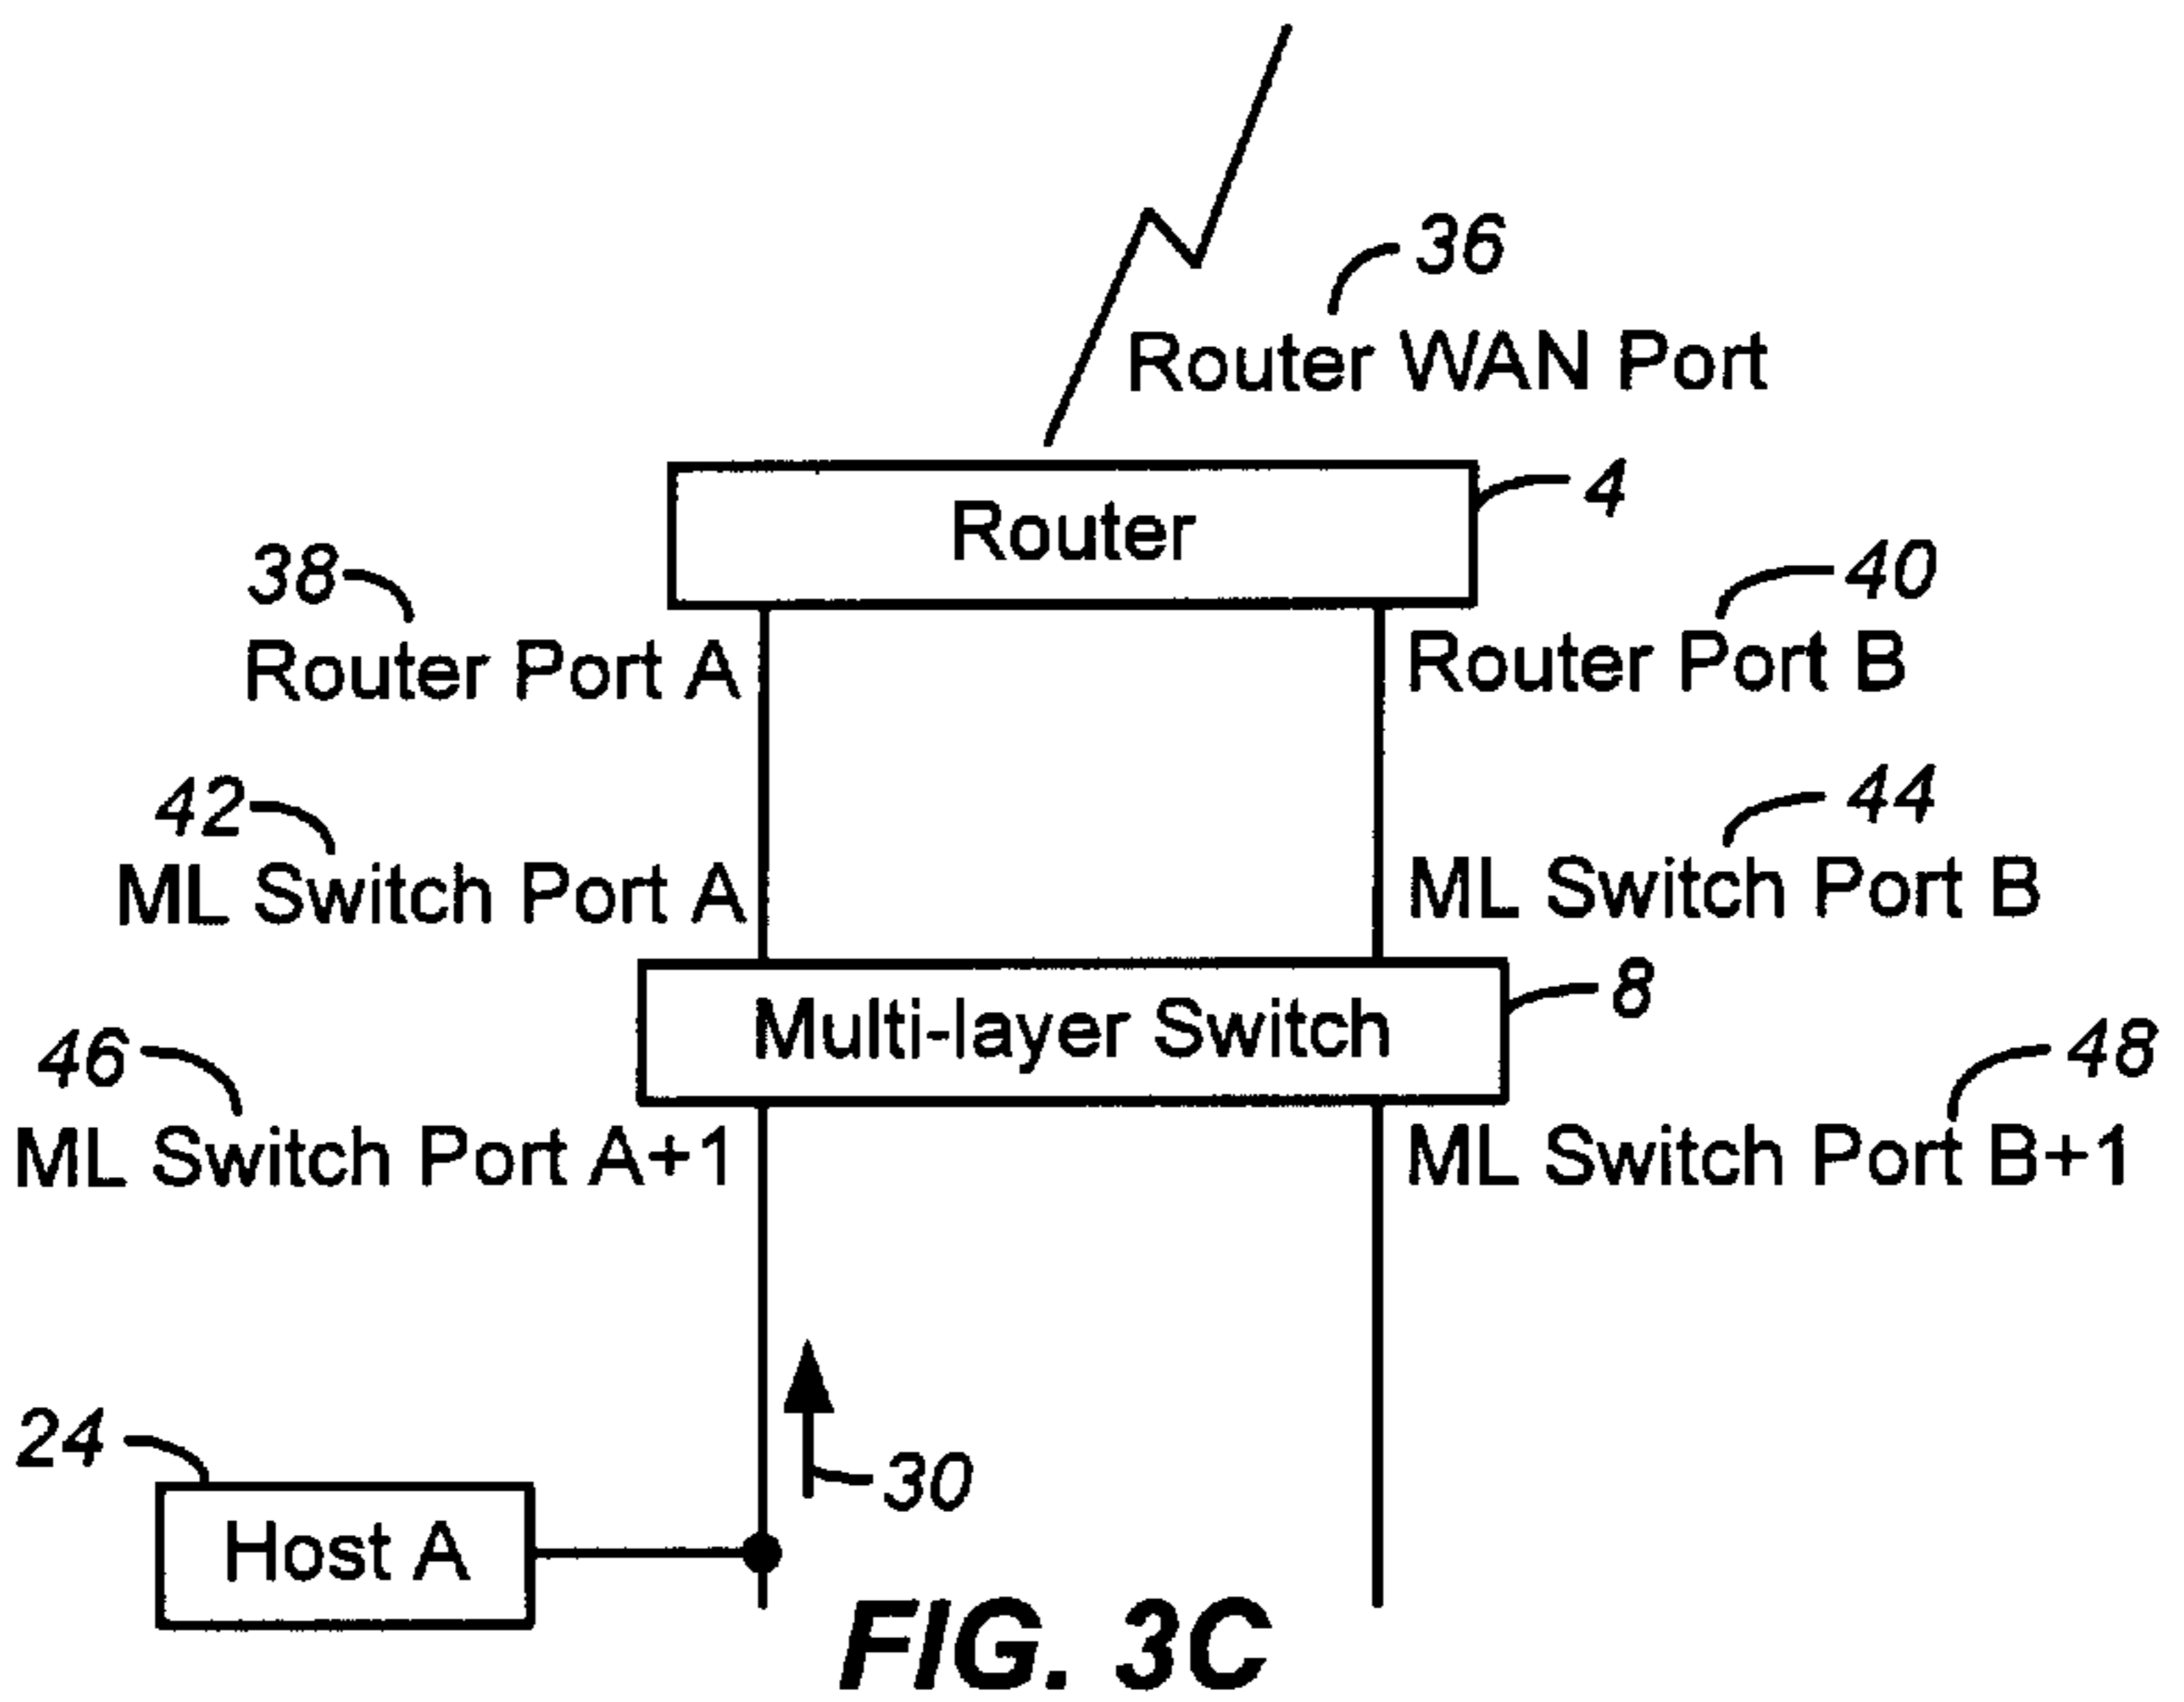 36
Router WAN Port
Router
4
38
Router Port A
40
Router Port B
42
ML Switch Port A
44
ML Switch Port B
Multi-layer Switch
8
46
ML Switch Port A+1
48
ML Switch Port B+1
24
Host A
30
FIG. 3C